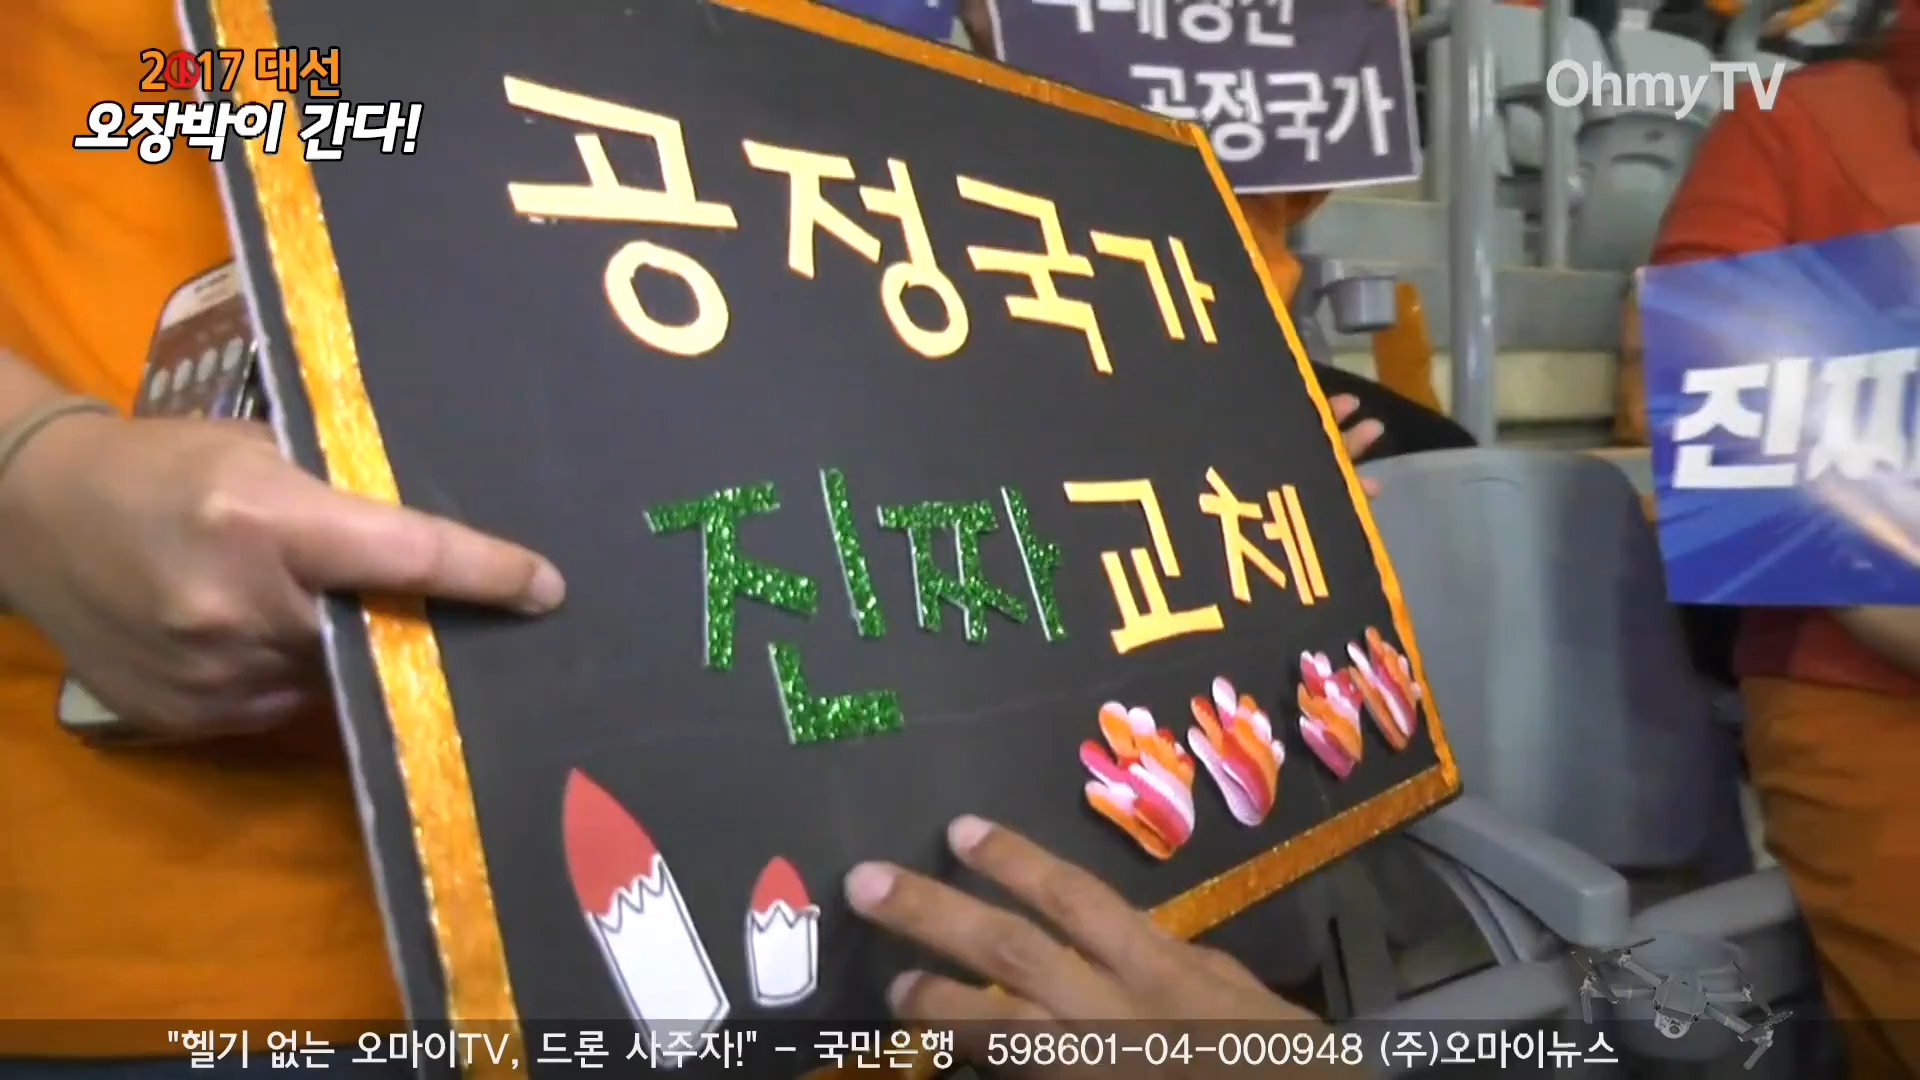 2017 대선
오장박이 간다!
OhmyTV
공정국가
공정국가
진짜교체
진짜
"헬기 없는 오마이TV, 드론 사주자!" - 국민은행 598601-04-000948 (주)오마이뉴스